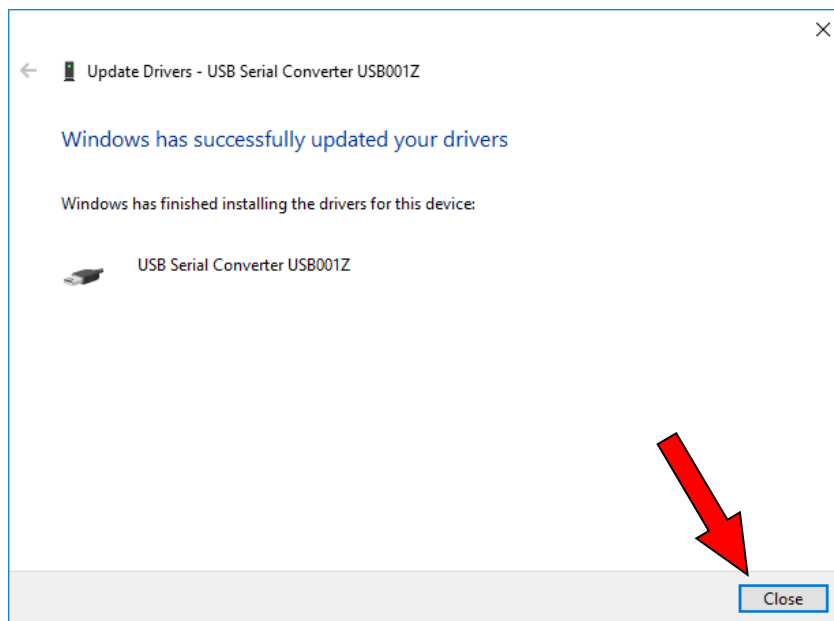 Update Drivers - USB Serial Converter USB001Z
Windows has successfully updated your drivers
Windows has finished installing the drivers for this device:
USB Serial Converter USB001Z
Close